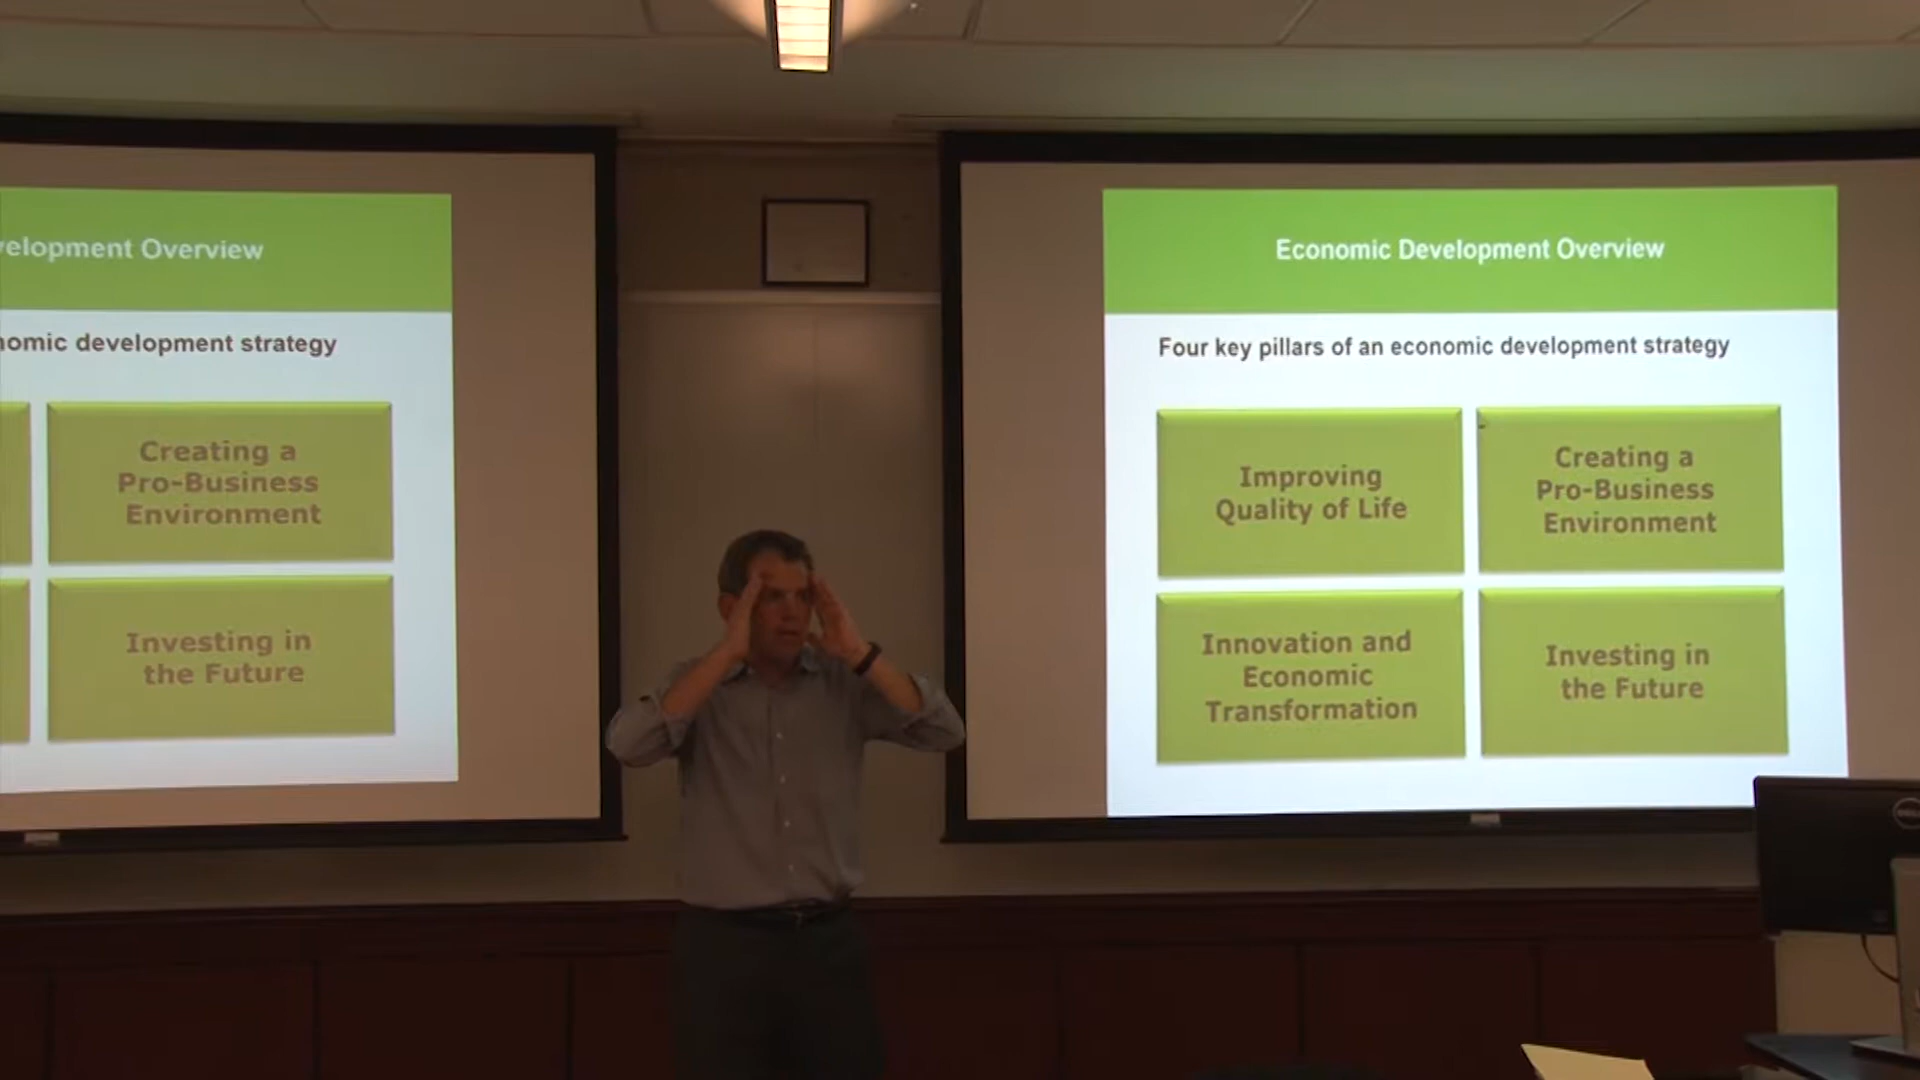 velopment Overview
nomic development strategy
Creating a
Pro-Business
Environment
Investing in
the Future
Economic Development Overview
Four key pillars of an economic development strategy
Improving
Quality of Life
Creating a
Pro-Business
Environment
Innovation and
Economic
Transformation
Investing in
the Future
DELL